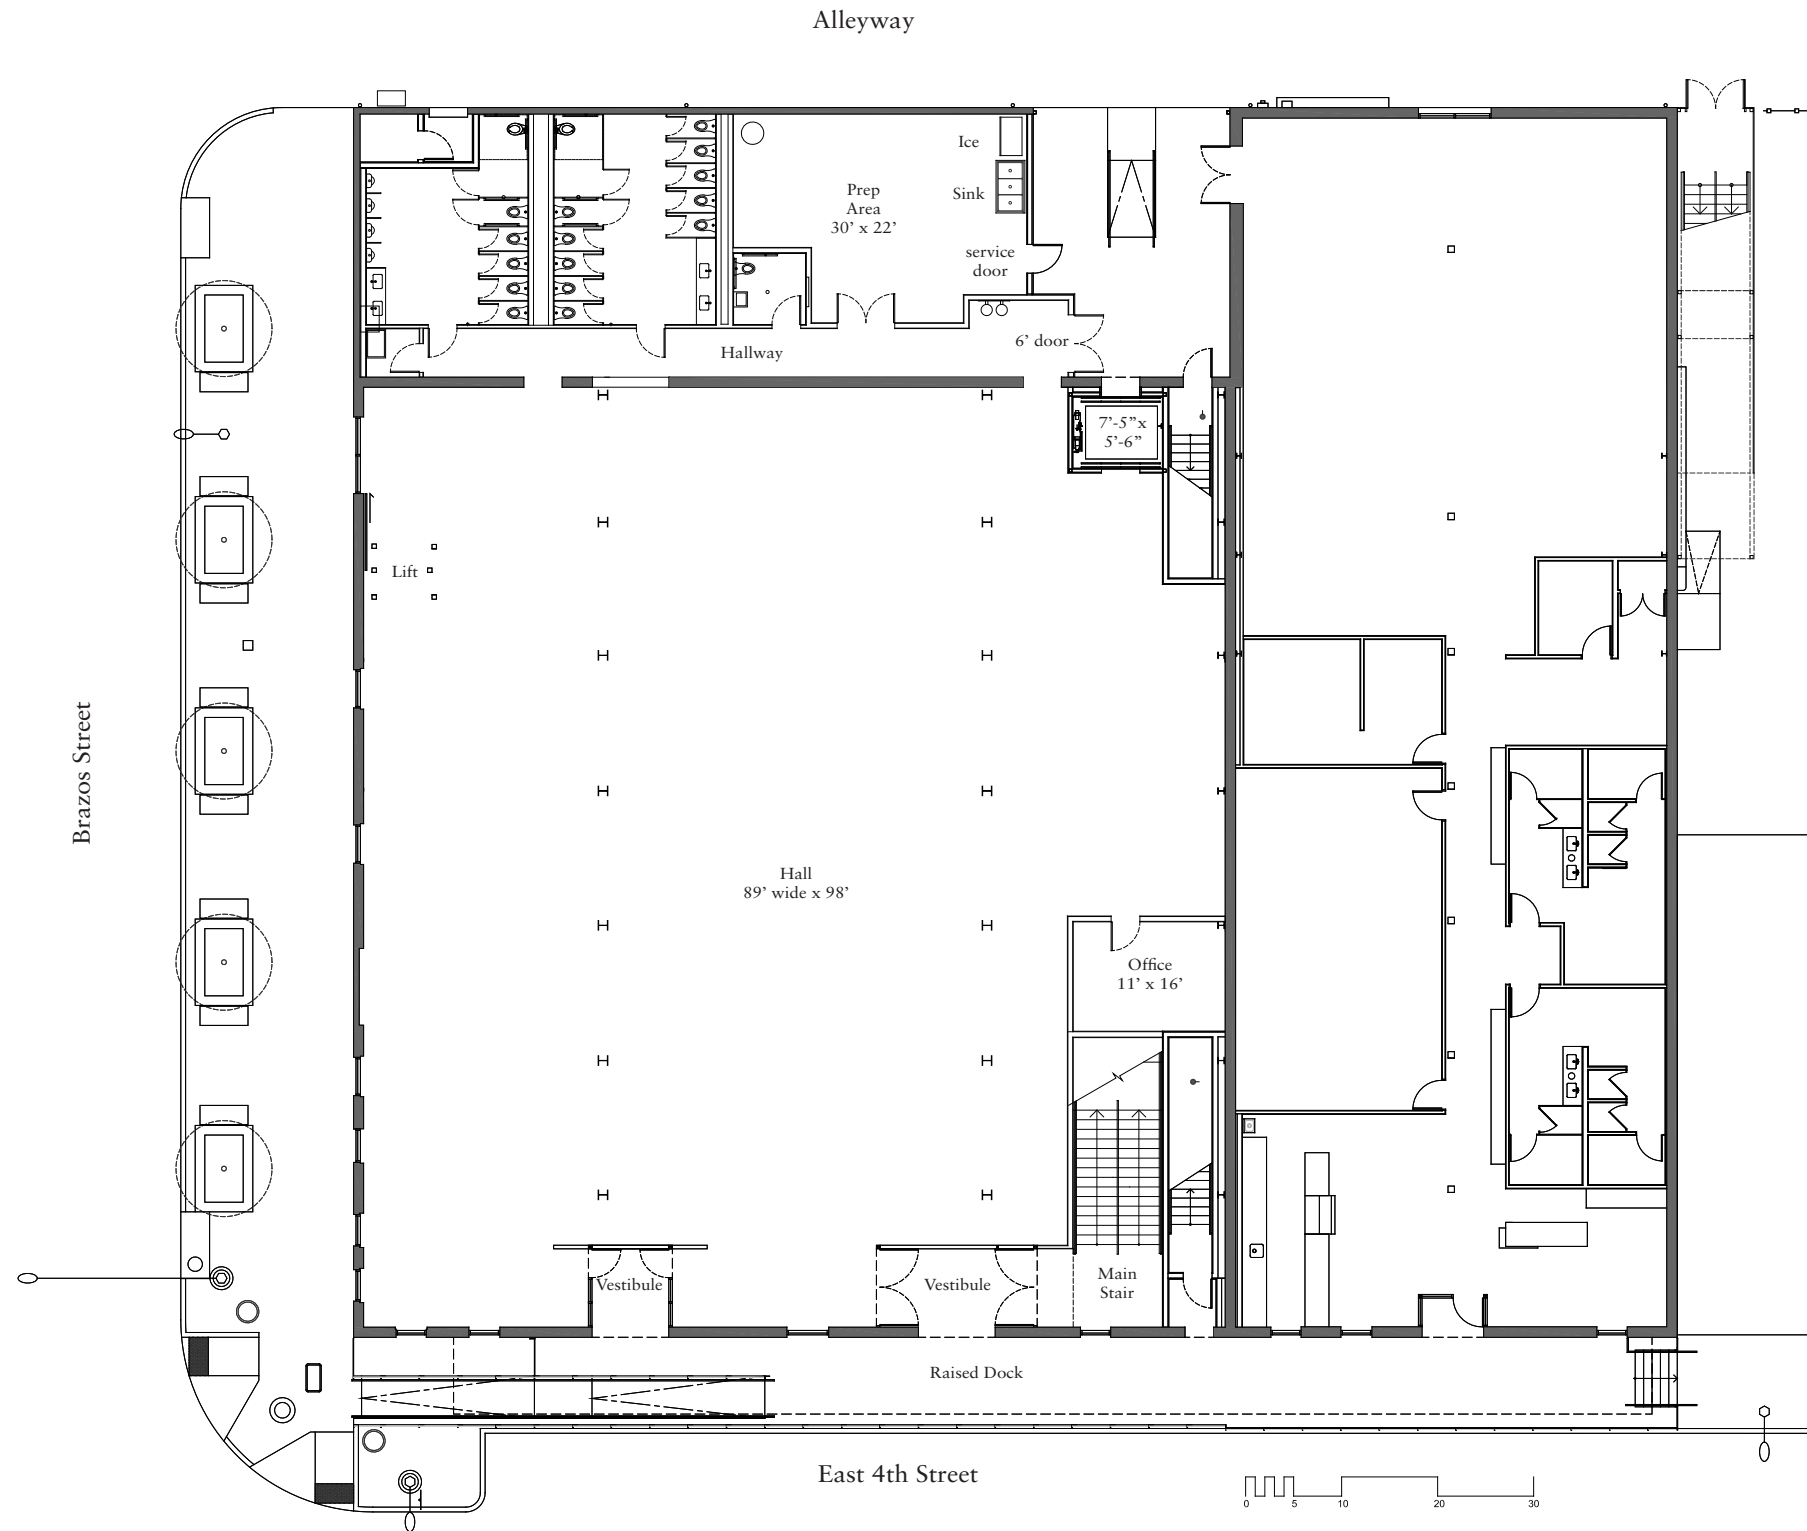 Alleyway
Ice
Sink
Prep
Area
30’ x 22’
service
door
6’ door
Hallway
7’-5”x
5’-6”
Lift
Brazos Street
Hall
89’ wide x 98’
Office
11’ x 16’
Vestibule
Vestibule
Main
Stair
Raised Dock
East 4th Street
0 5 10 20 30